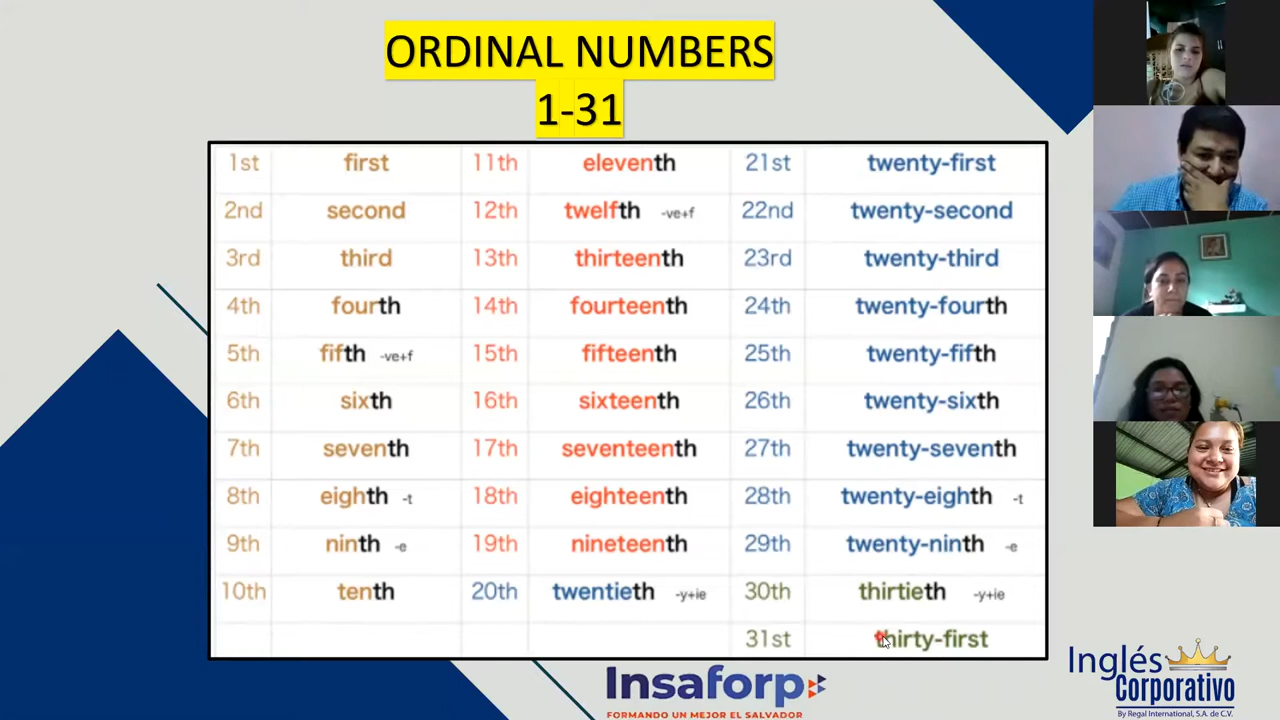 ORDINAL NUMBERS
1-31
1st first 11th eleventh 21st twenty-first
2nd second 12th twelfth -ve+f 22nd twenty-second
3rd third 13th thirteenth 23rd twenty-third
4th fourth 14th fourteenth 24th twenty-fourth
5th fifth -ve+f 15th fifteenth 25th twenty-fifth
6th sixth 16th sixteenth 26th twenty-sixth
7th seventh 17th seventeenth 27th twenty-seventh
8th eighth -t 18th eighteenth 28th twenty-eighth -t
9th ninth -e 19th nineteenth 29th twenty-ninth -e
10th tenth 20th twentieth -y+ie 30th thirtieth -y+ie
31st thirty-first
Insaforp
FORMANDO UN MEJOR EL SALVADOR
Inglés
Corporativo
By Regal International, S.A. de C.V.